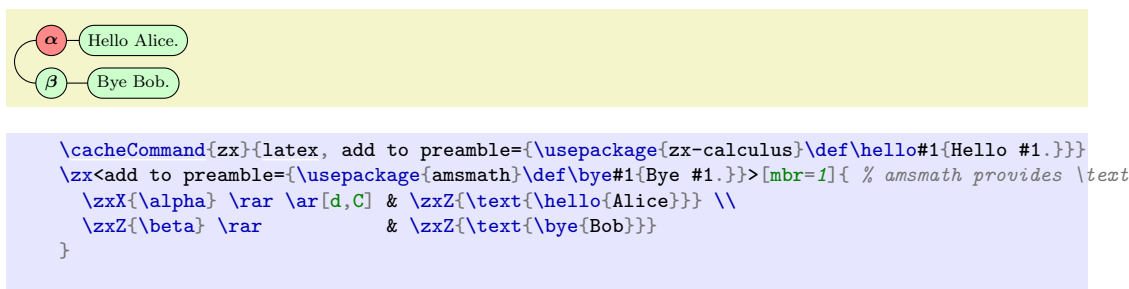 α Hello Alice.
β Bye Bob.
\cacheCommand{zx}{latex, add to preamble={\usepackage{zx-calculus}\def\hello#1{Hello #1.}}}
\zx<add to preamble={\usepackage{amsmath}\def\bye#1{Bye #1.}}>[mbr=1]{ % amsmath provides \text
  \zxX{\alpha} \rar \ar[d,C] & \zxZ{\text{\hello{Alice}}} \\
  \zxZ{\beta} \rar           & \zxZ{\text{\bye{Bob}}}
}